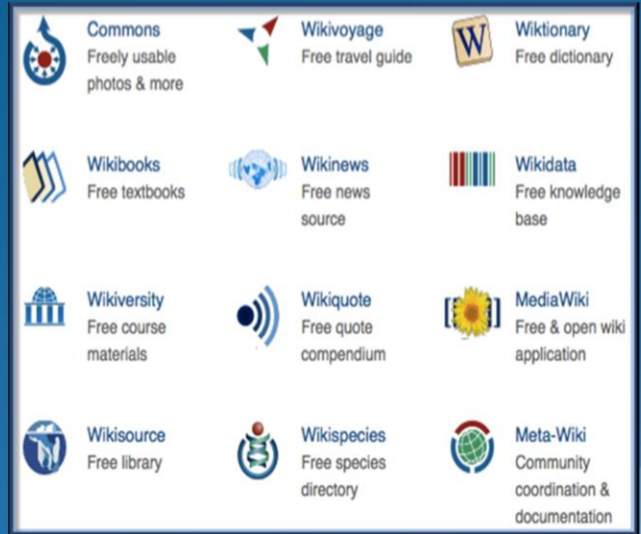 Commons
Freely usable
photos & more
Wikivoyage
Free travel guide
W
Wiktionary
Free dictionary
Wikibooks
Free textbooks
Wikinews
Free news
source
Wikidata
Free knowledge
base
Wikiversity
Free course
materials
Wikiquote
Free quote
compendium
MediaWiki
Free & open wiki
application
Wikisource
Free library
Wikispecies
Free species
directory
Meta-Wiki
Community
coordination &
documentation